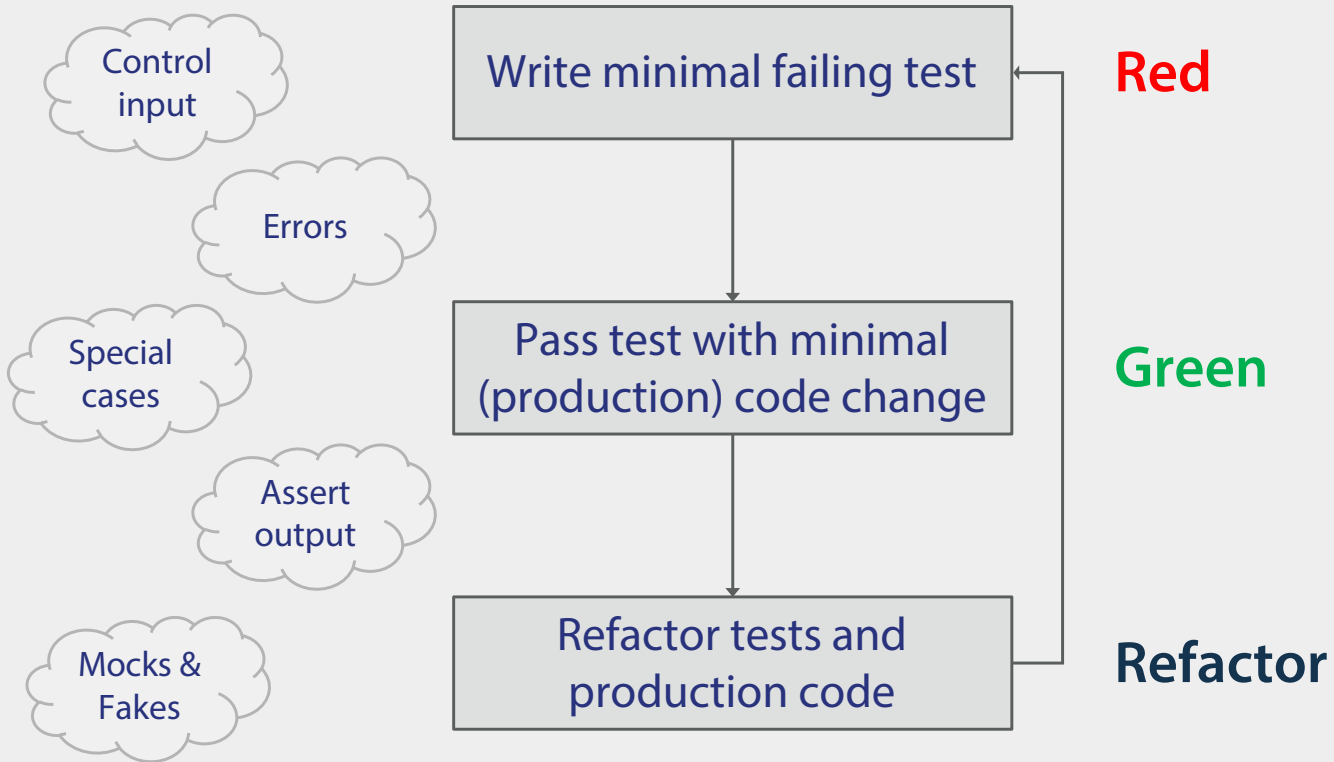 Control
input
Write minimal failing test
Red
Errors
Special
cases
Pass test with minimal
(production) code change
Green
Assert
output
Mocks &
Fakes
Refactor tests and
production code
Refactor